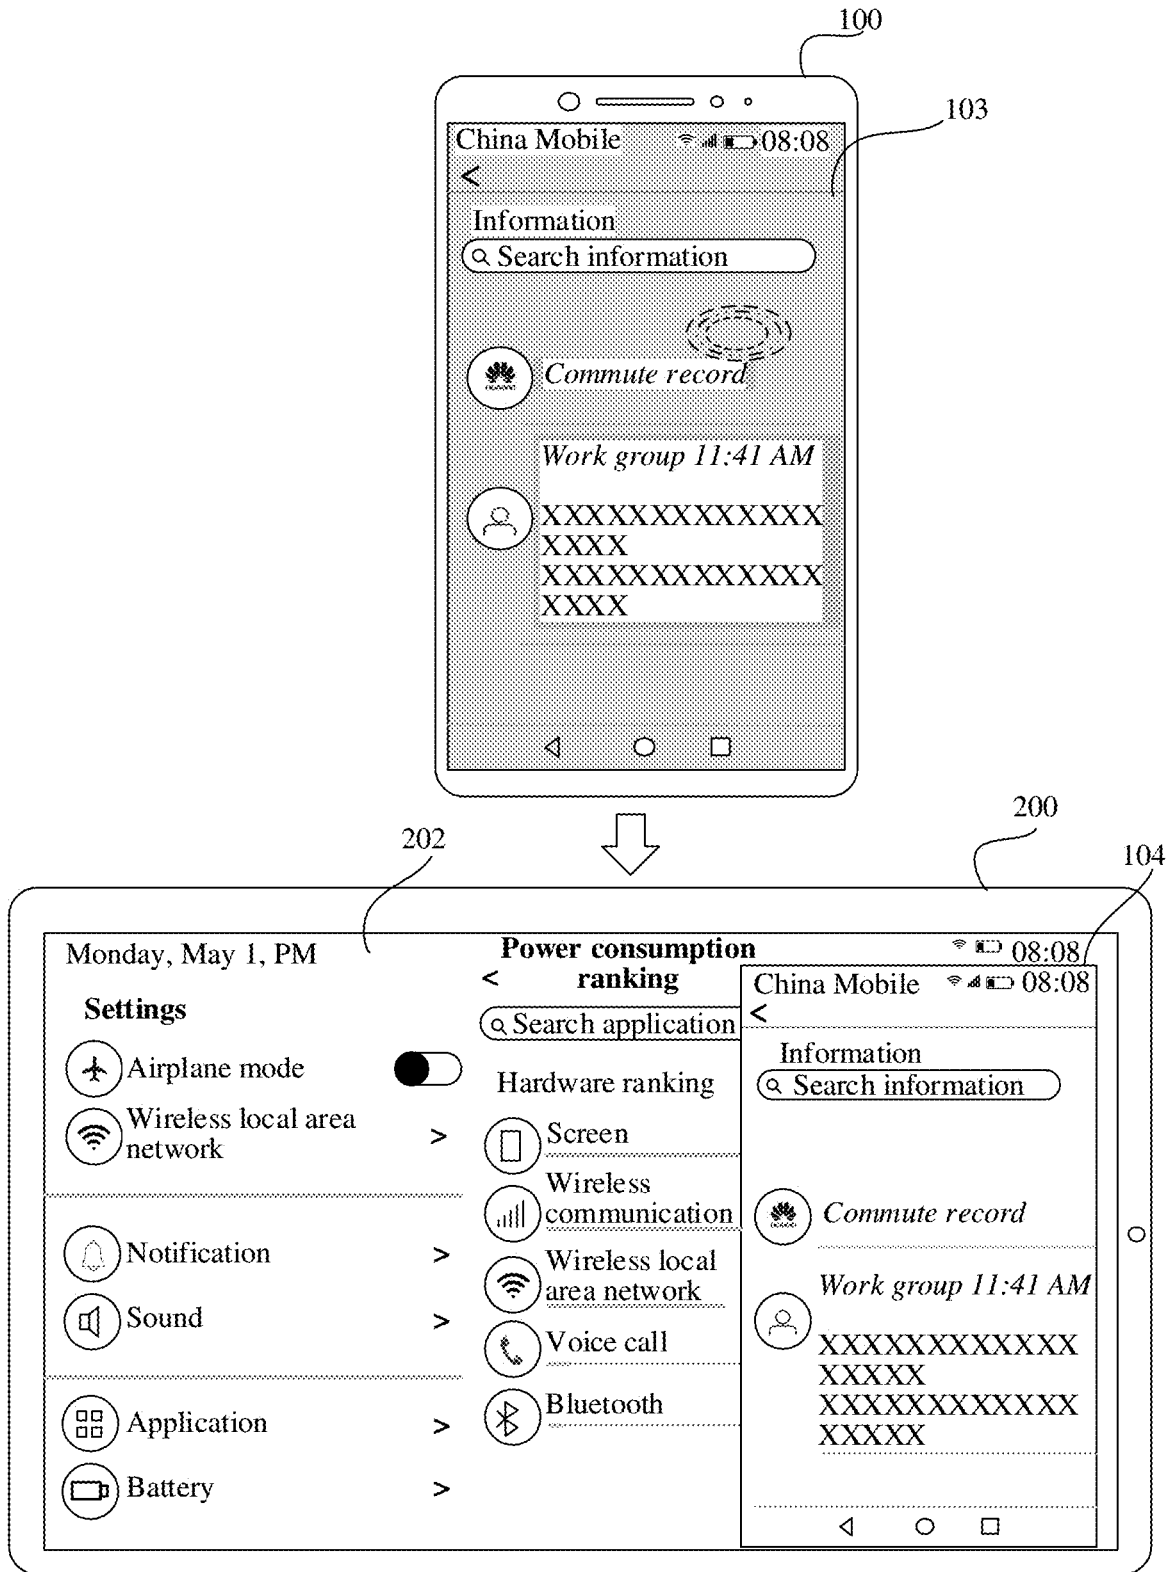 100
103
China Mobile 08:08
<
Information
Search information
Commute record
Work group 11:41 AM
XXXXXXXXXXXXX
XXXX
XXXXXXXXXXXXX
XXXX
200
202
104
Monday, May 1, PM
Settings
Airplane mode
Wireless local area
network >
Notification >
Sound >
Application >
Battery >
08:08
Power consumption
< ranking
Search application
Hardware ranking
Screen
Wireless
communication
Wireless local
area network
Voice call
Bluetooth
China Mobile 08:08
<
Information
Search information
Commute record
Work group 11:41 AM
XXXXXXXXXXXX
XXXXX
XXXXXXXXXXXX
XXXXX